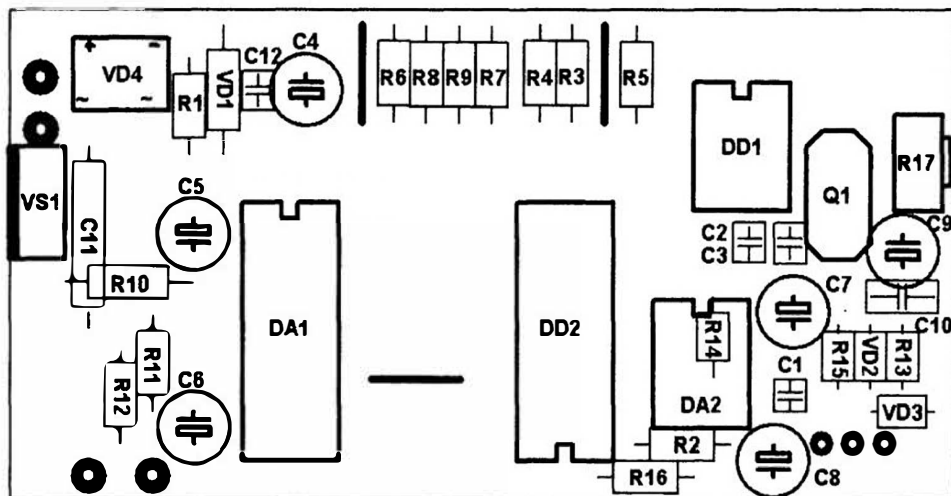 C4
C12
VD4
R1
VD1
R6
R8
R9
R7
R4
R3
R5
DD1
R17
VS1
C5
Q1
C11
C2
C3
C9
R10
C7
DA1
DD2
R14
C10
C1
R15
VD2
R13
R11
R12
C6
DA2
VD3
R2
R16
C8